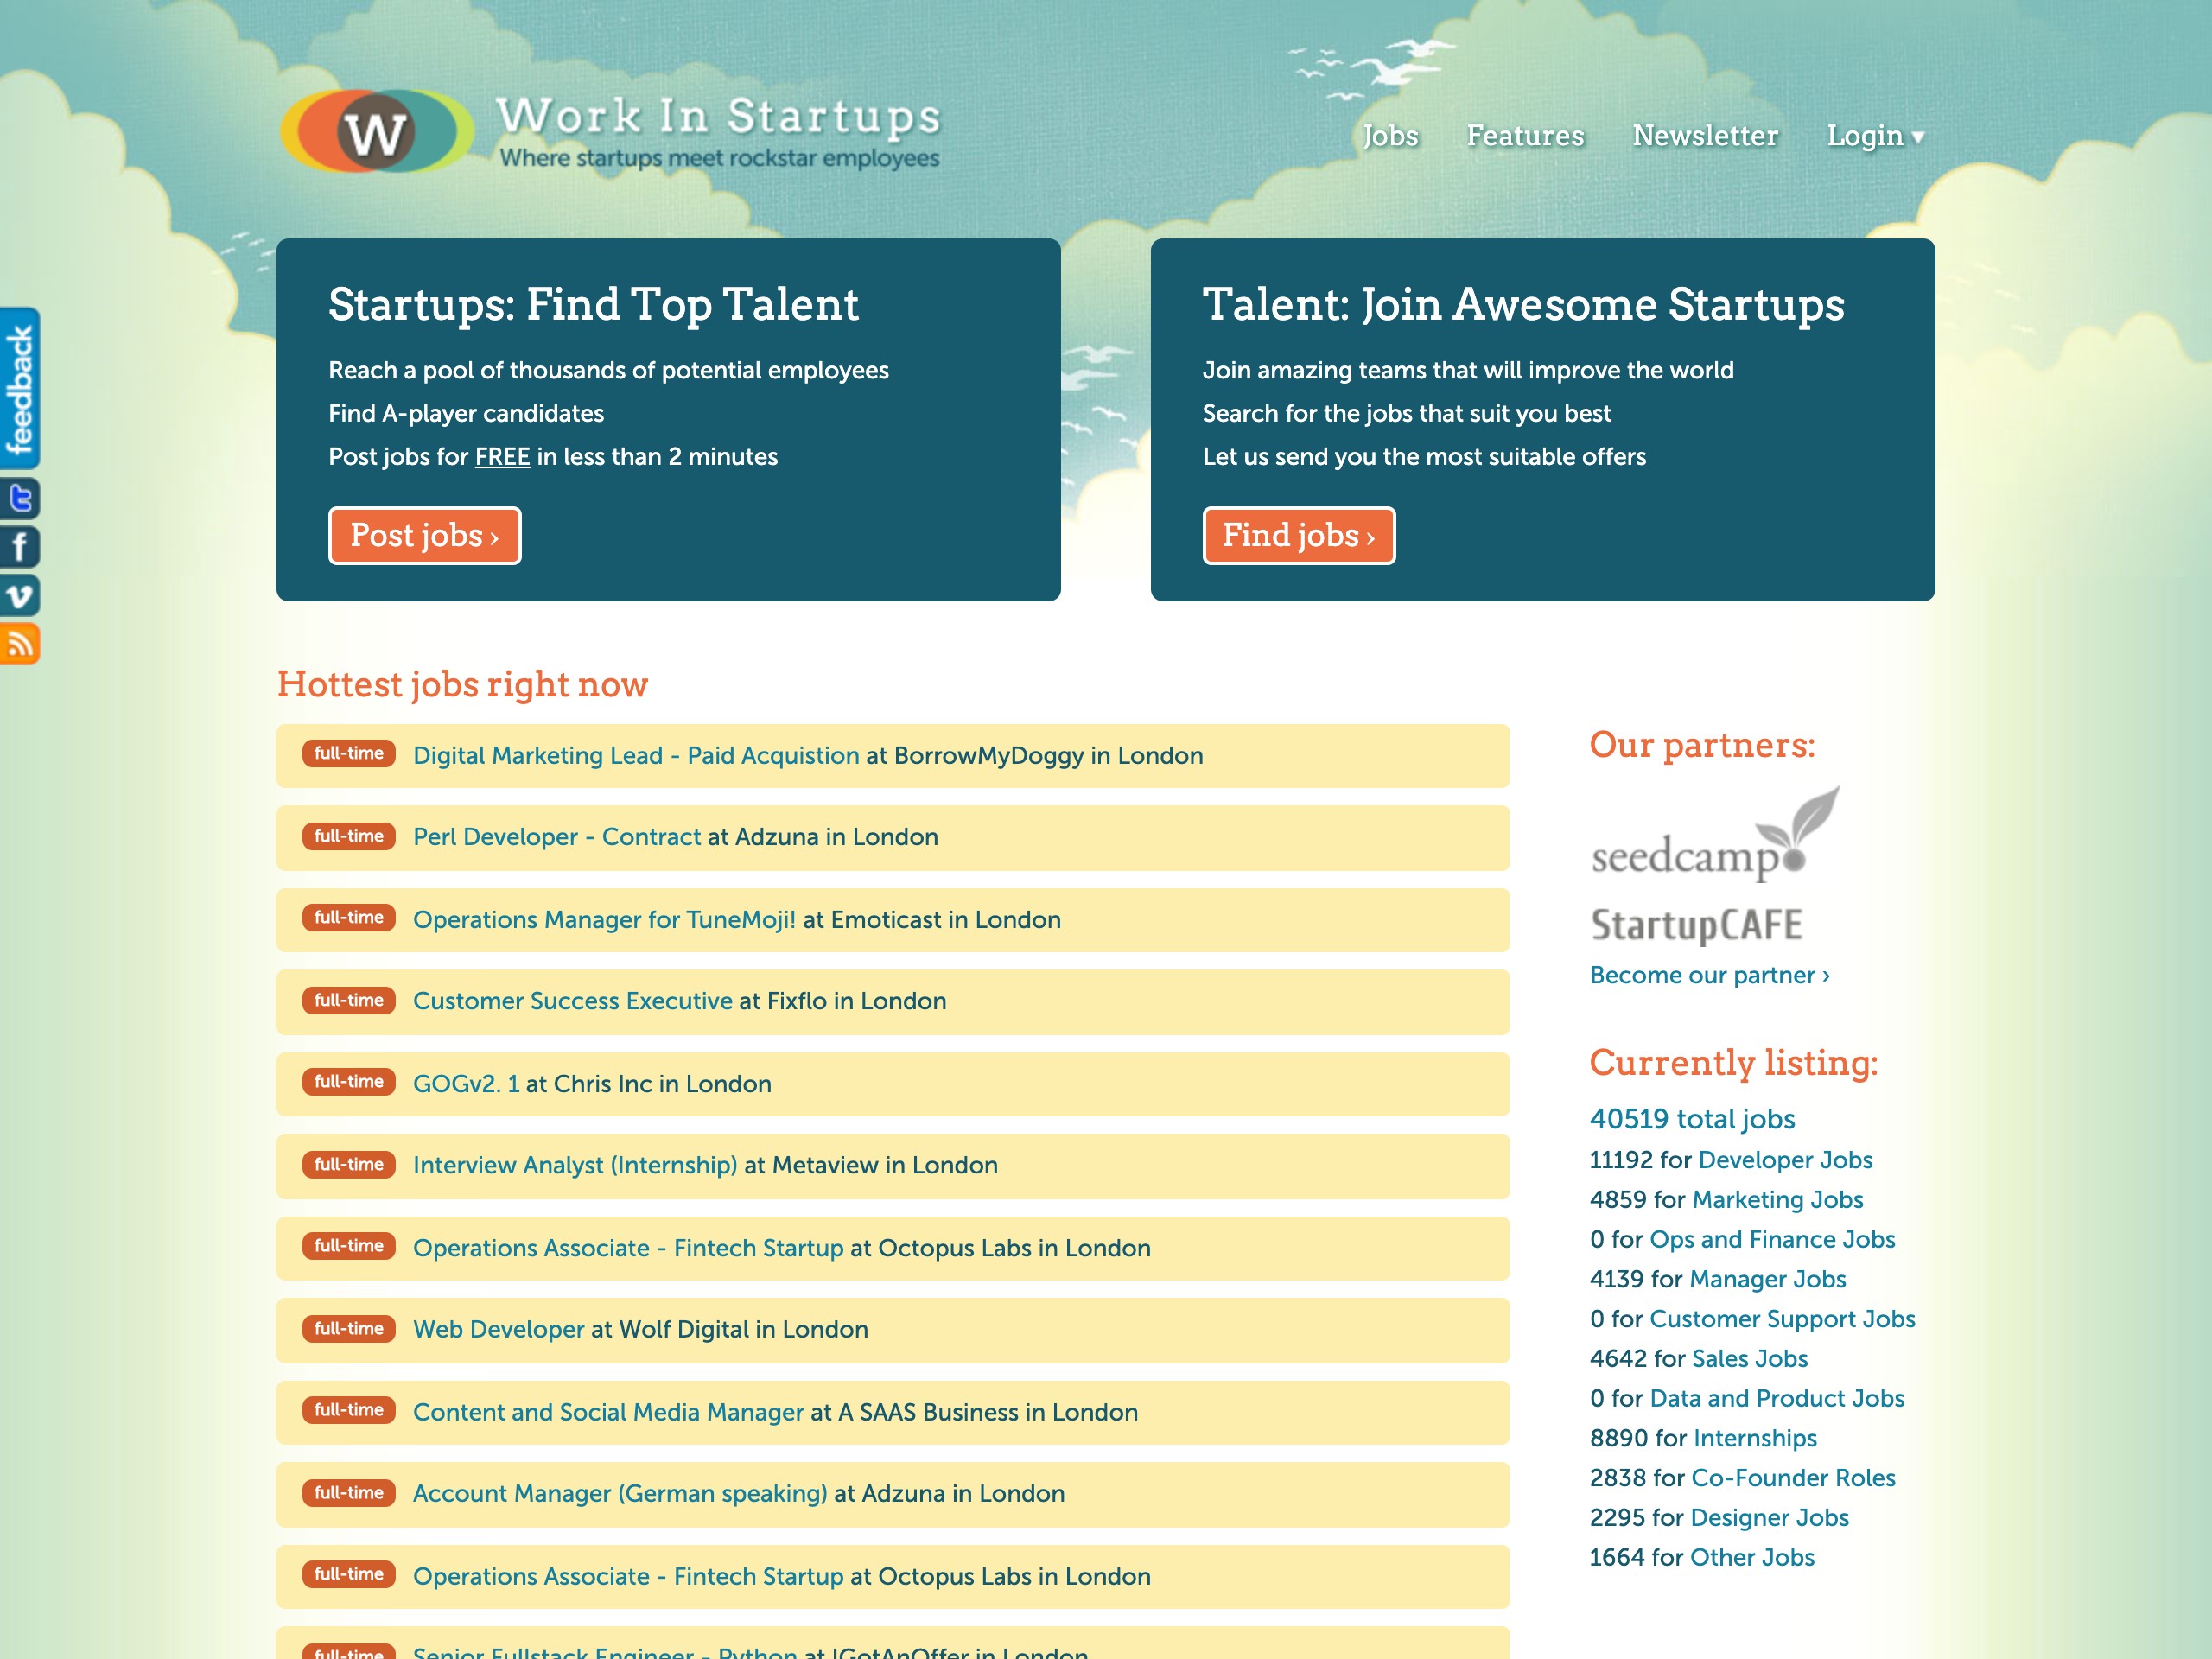 W
Work In Startups
Where startups meet rockstar employees
Jobs
Features
Newsletter
Login ▾
feedback
Startups: Find Top Talent
Reach a pool of thousands of potential employees
Find A-player candidates
Post jobs for FREE in less than 2 minutes
Post jobs ›
Talent: Join Awesome Startups
Join amazing teams that will improve the world
Search for the jobs that suit you best
Let us send you the most suitable offers
Find jobs ›
Hottest jobs right now
full-time Digital Marketing Lead - Paid Acquistion at BorrowMyDoggy in London
full-time Perl Developer - Contract at Adzuna in London
full-time Operations Manager for TuneMoji! at Emoticast in London
full-time Customer Success Executive at Fixflo in London
full-time GOGv2. 1 at Chris Inc in London
full-time Interview Analyst (Internship) at Metaview in London
full-time Operations Associate - Fintech Startup at Octopus Labs in London
full-time Web Developer at Wolf Digital in London
full-time Content and Social Media Manager at A SAAS Business in London
full-time Account Manager (German speaking) at Adzuna in London
full-time Operations Associate - Fintech Startup at Octopus Labs in London
full-time Senior Fullstack Engineer - Python at IGotAnOffer in London
Our partners:
seedcamp
StartupCAFE
Become our partner ›
Currently listing:
40519 total jobs
11192 for Developer Jobs
4859 for Marketing Jobs
0 for Ops and Finance Jobs
4139 for Manager Jobs
0 for Customer Support Jobs
4642 for Sales Jobs
0 for Data and Product Jobs
8890 for Internships
2838 for Co-Founder Roles
2295 for Designer Jobs
1664 for Other Jobs